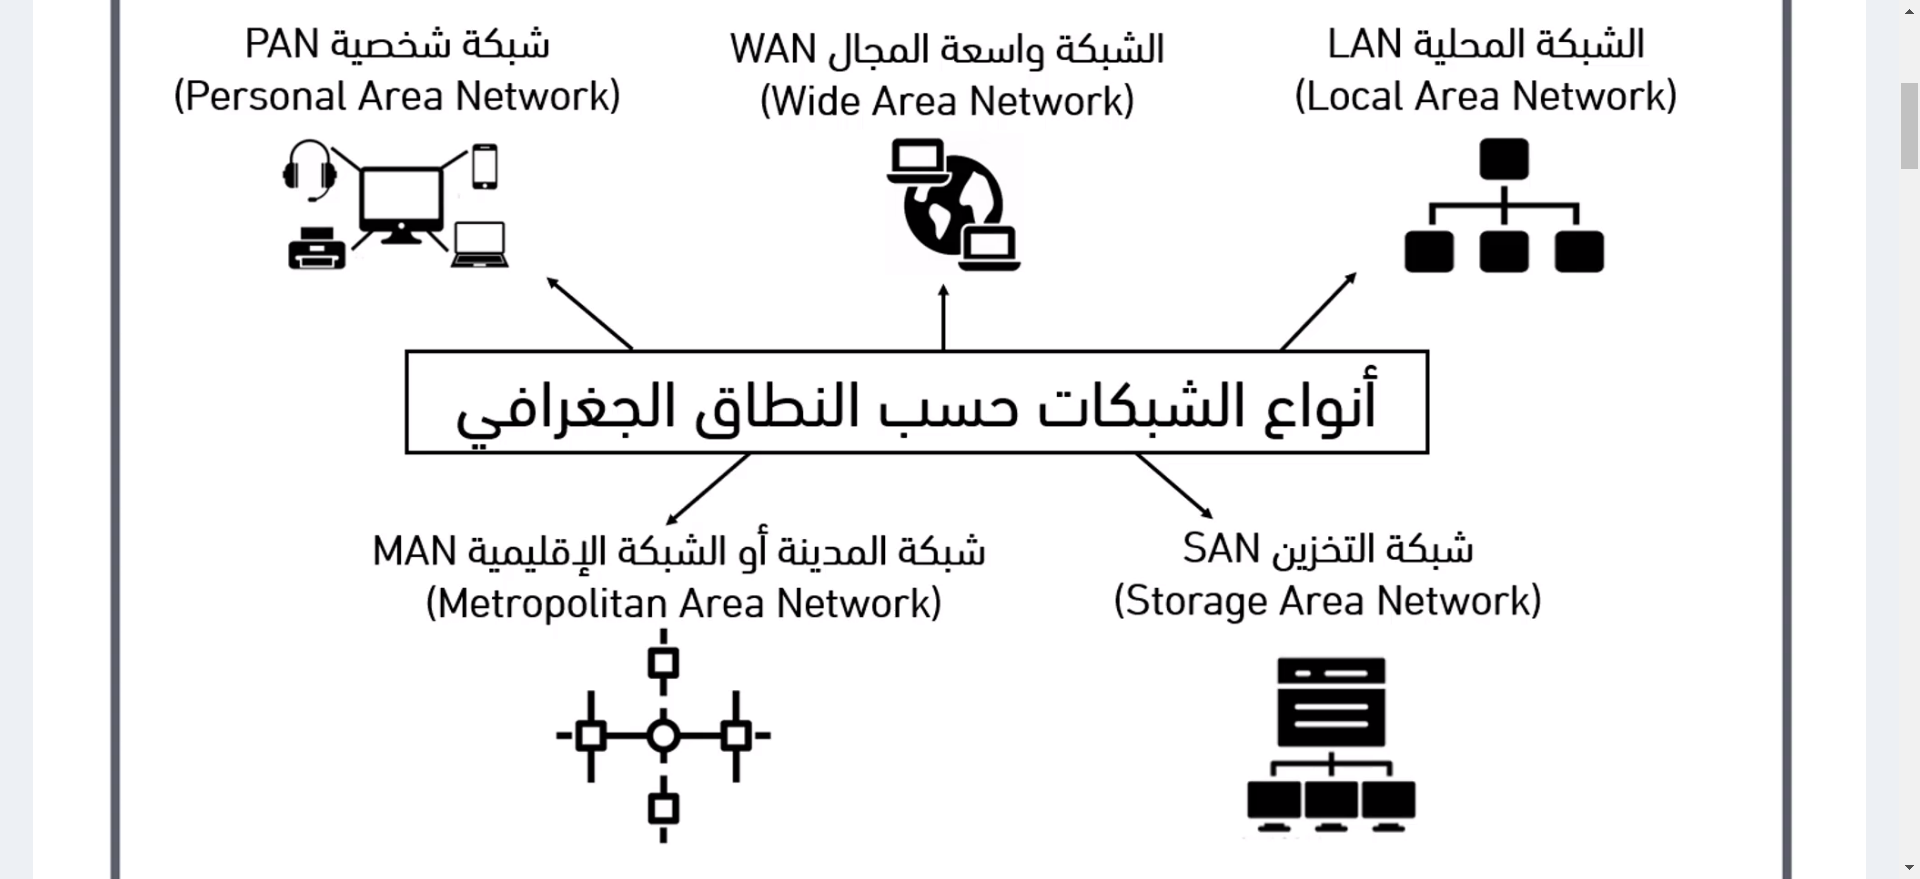 الشبكة المحلية LAN
(Local Area Network)
الشبكة واسعة المجال WAN
(Wide Area Network)
شبكة شخصية PAN
(Personal Area Network)
أنواع الشبكات حسب النطاق الجغرافي
شبكة التخزين SAN
(Storage Area Network)
شبكة المدينة أو الشبكة الإقليمية MAN
(Metropolitan Area Network)